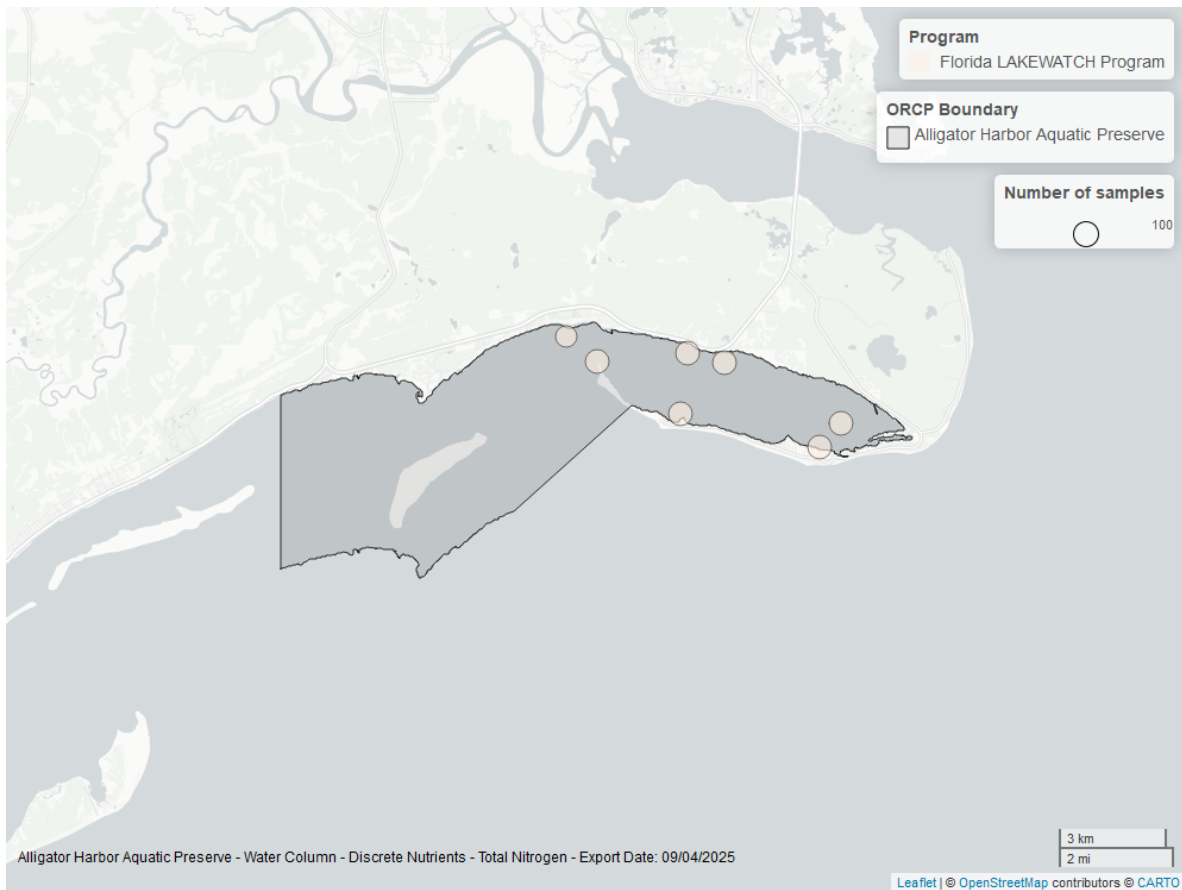 Program
Florida LAKEWATCH Program
ORCP Boundary
Alligator Harbor Aquatic Preserve
Number of samples
100
3 km
2 mi
Alligator Harbor Aquatic Preserve - Water Column - Discrete Nutrients - Total Nitrogen - Export Date: 09/04/2025
Leaflet | © OpenStreetMap contributors © CARTO